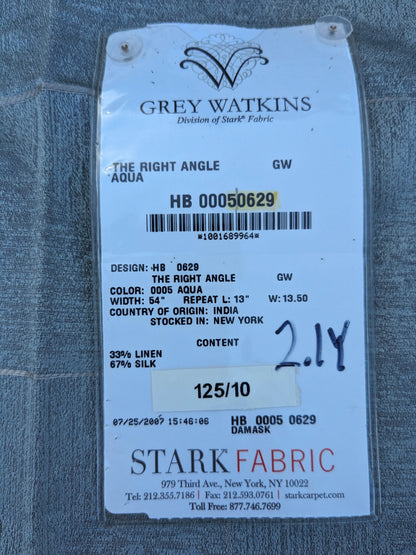 GREY WATKINS
Division of Stark® Fabric
THE RIGHT ANGLE GW
AQUA
HB 00050629
*1001689964*
DESIGN: HB 0629
THE RIGHT ANGLE GW
COLOR: 0005 AQUA
WIDTH: 54" REPEAT L: 13" W: 13.50
COUNTRY OF ORIGIN: INDIA
STOCKED IN: NEW YORK
CONTENT
33% LINEN
67% SILK
2.14
125/10
07/25/2007 15:46:06 HB 0005 0629
DAMASK
STARK® FABRIC
979 Third Ave., New York, NY 10022
Tel: 212.355.7186 | Fax: 212.593.0761 | starkcarpet.com
Toll Free: 877.746.7699